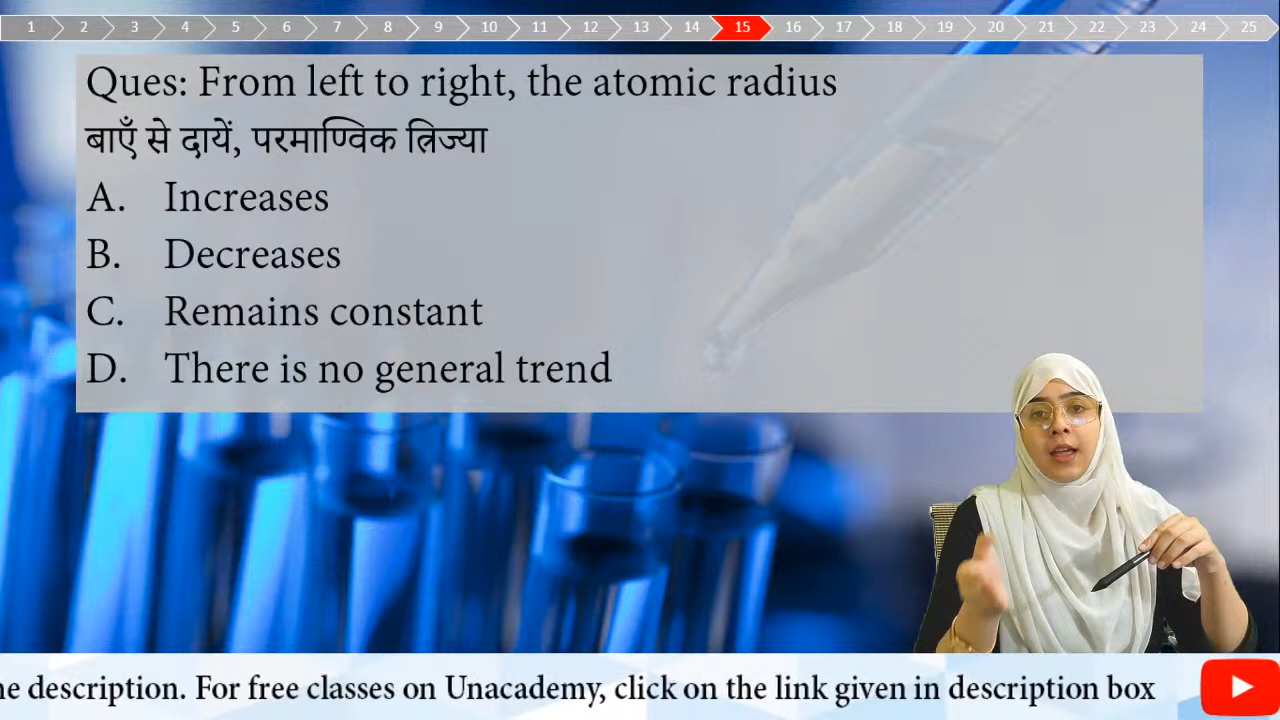 1 2 3 4 5 6 7 8 9 10 11 12 13 14 15 16 17 18 19 20 21 22 23 24 25
Ques: From left to right, the atomic radius
बाएँ से दायें, परमाण्विक त्रिज्या
A. Increases
B. Decreases
C. Remains constant
D. There is no general trend
description. For free classes on Unacademy, click on the link given in description box